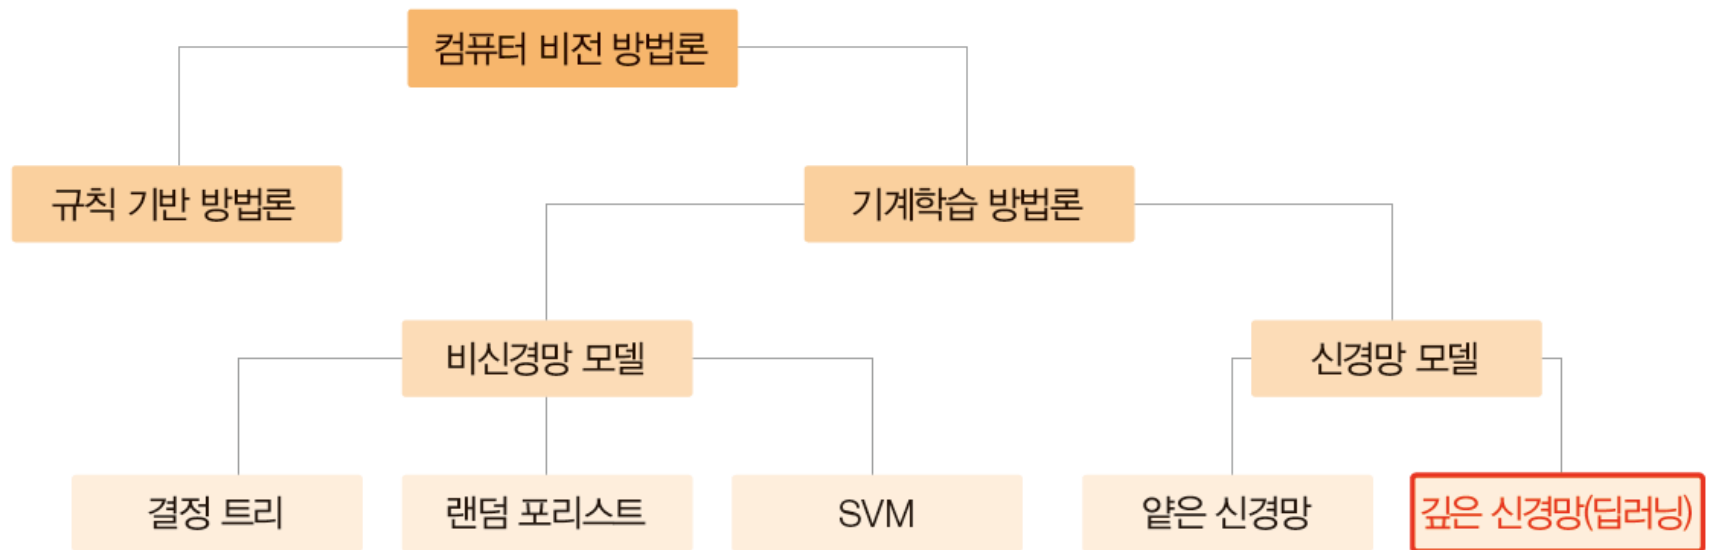 컴퓨터 비전 방법론
규칙 기반 방법론
기계학습 방법론
비신경망 모델
신경망 모델
결정 트리
랜덤 포리스트
SVM
얕은 신경망
깊은 신경망(딥러닝)